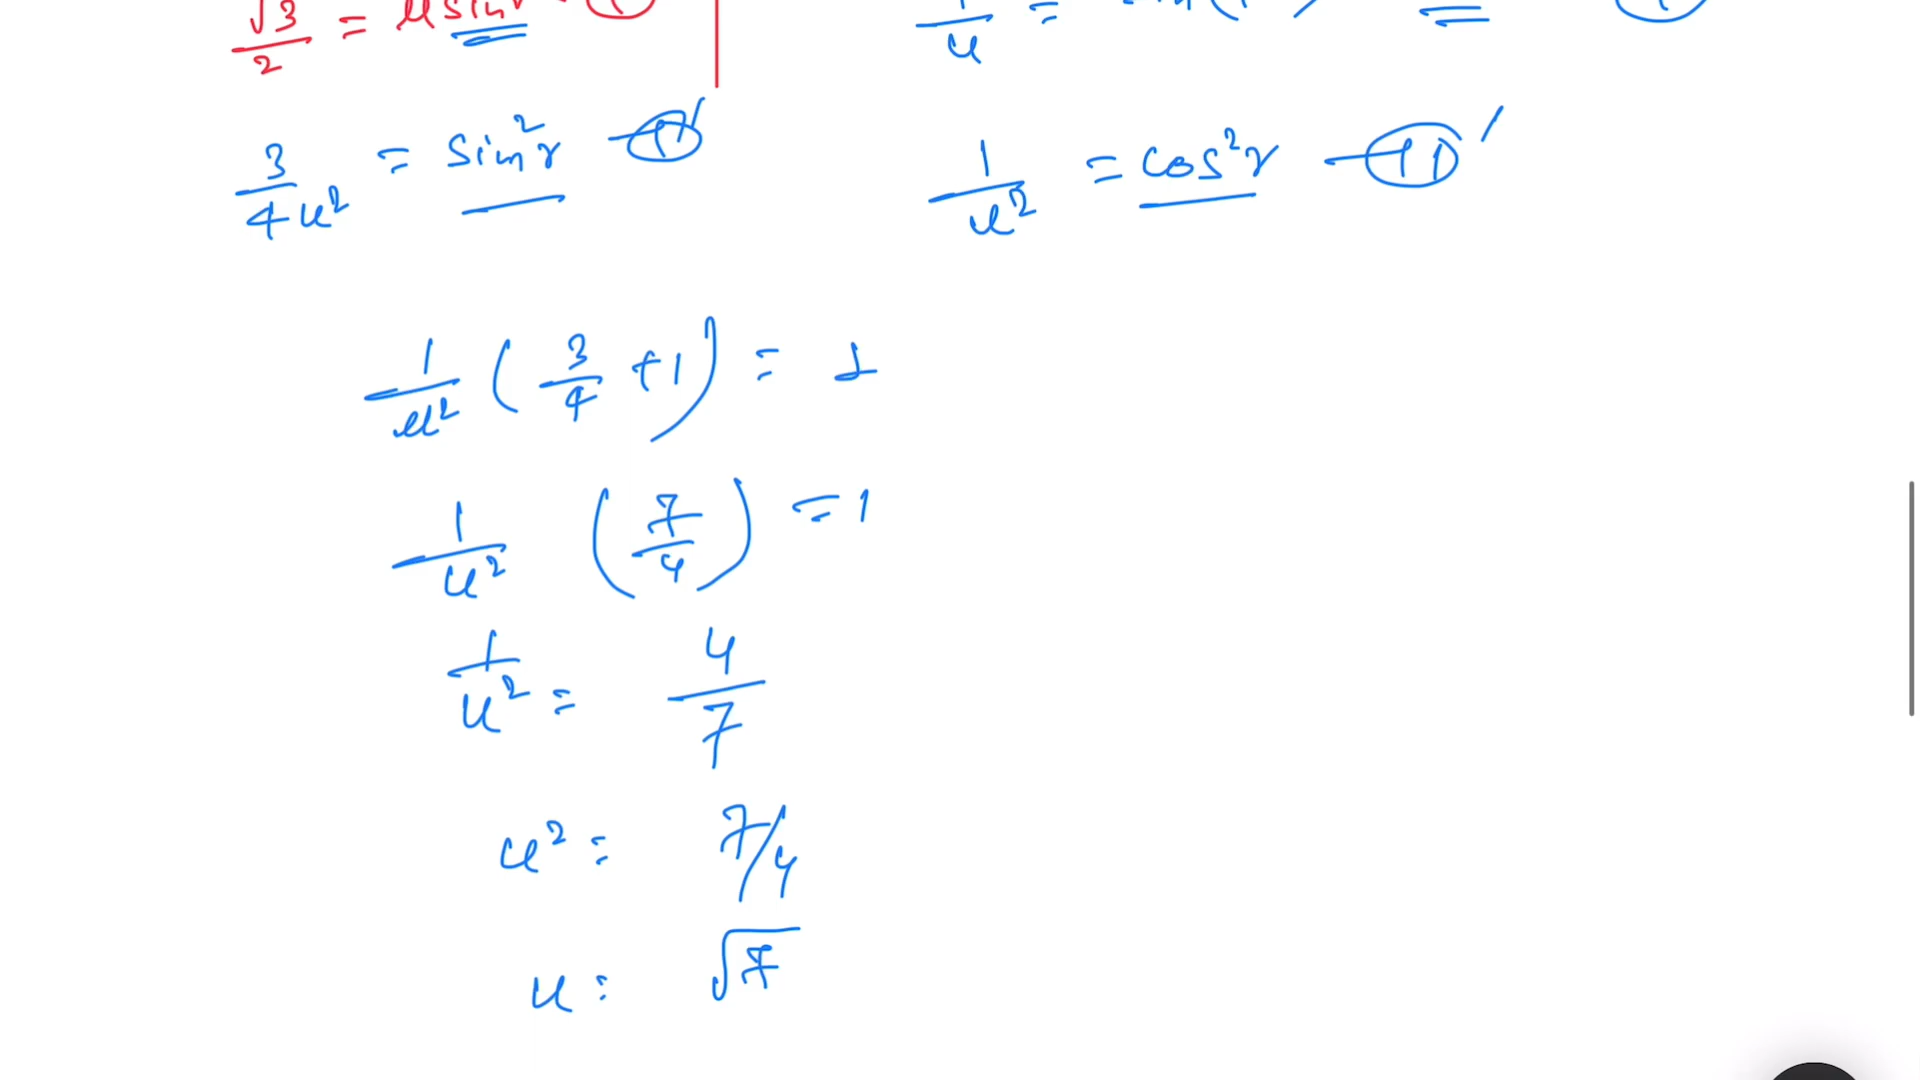 √3/2 = μ sin r
1/μ =
3/4μ² = sin²r — I′
1/μ² = cos²r — II′
1/μ² (3/4 + 1) = 1
1/μ² (7/4) = 1
1/μ² = 4/7
μ² = 7/4
μ = √7